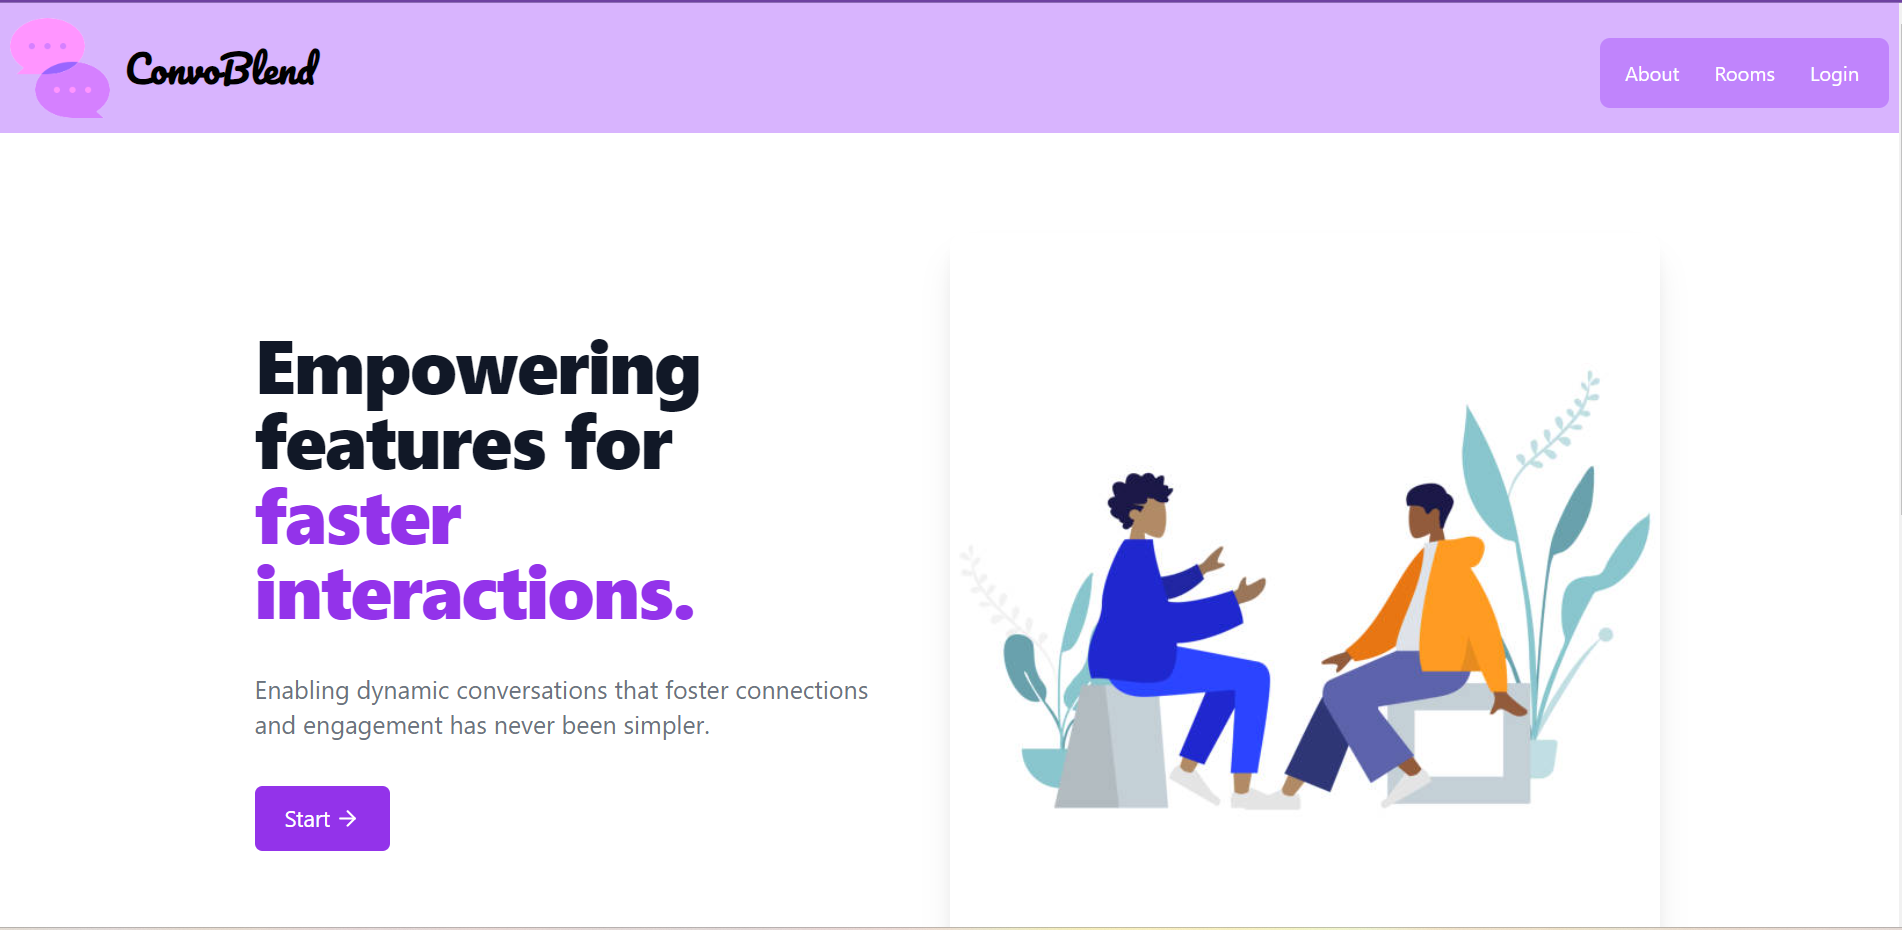 ConvoBlend
About Rooms Login
Empowering
features for
faster
interactions.
Enabling dynamic conversations that foster connections
and engagement has never been simpler.
Start →